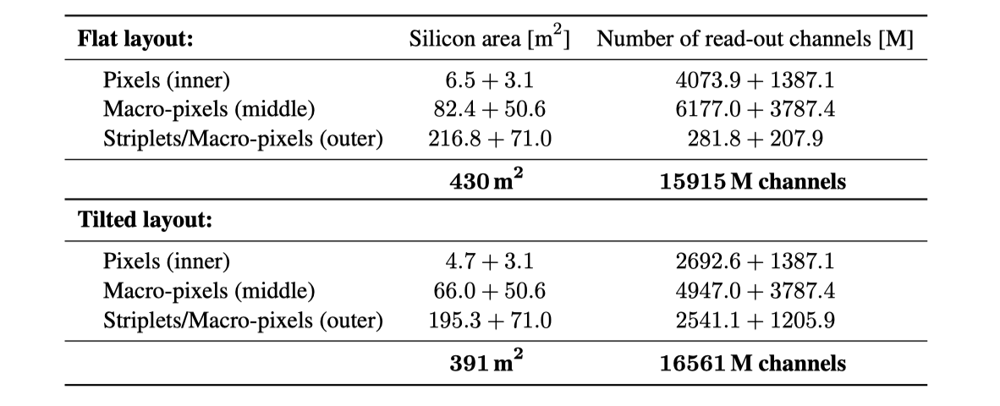 Flat layout: Silicon area [m²] Number of read-out channels [M]
Pixels (inner) 6.5 + 3.1 4073.9 + 1387.1
Macro-pixels (middle) 82.4 + 50.6 6177.0 + 3787.4
Striplets/Macro-pixels (outer) 216.8 + 71.0 281.8 + 207.9
430 m² 15915 M channels
Tilted layout:
Pixels (inner) 4.7 + 3.1 2692.6 + 1387.1
Macro-pixels (middle) 66.0 + 50.6 4947.0 + 3787.4
Striplets/Macro-pixels (outer) 195.3 + 71.0 2541.1 + 1205.9
391 m² 16561 M channels